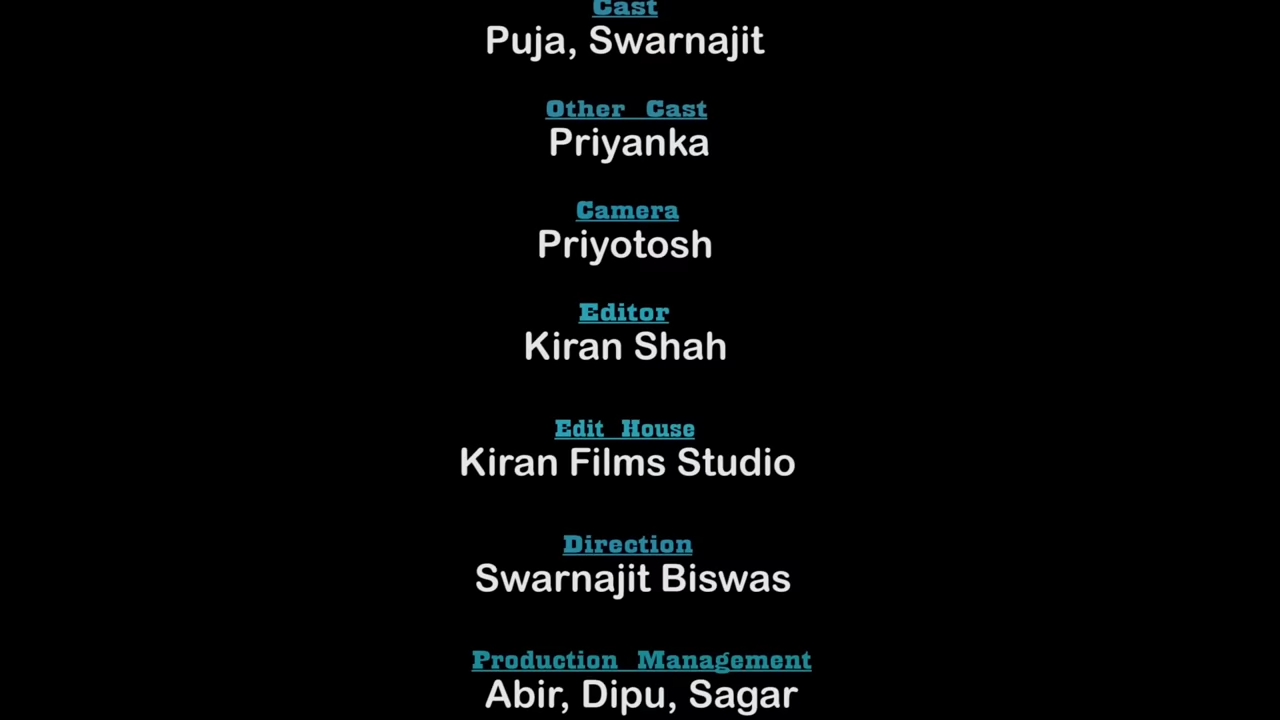 Cast
Puja, Swarnajit
Other Cast
Priyanka
Camera
Priyotosh
Editor
Kiran Shah
Edit House
Kiran Films Studio
Direction
Swarnajit Biswas
Production Management
Abir, Dipu, Sagar